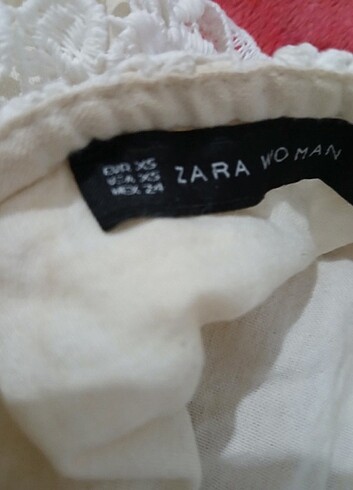 EUR XS
USA XS
MEX 24
ZARA WOMAN